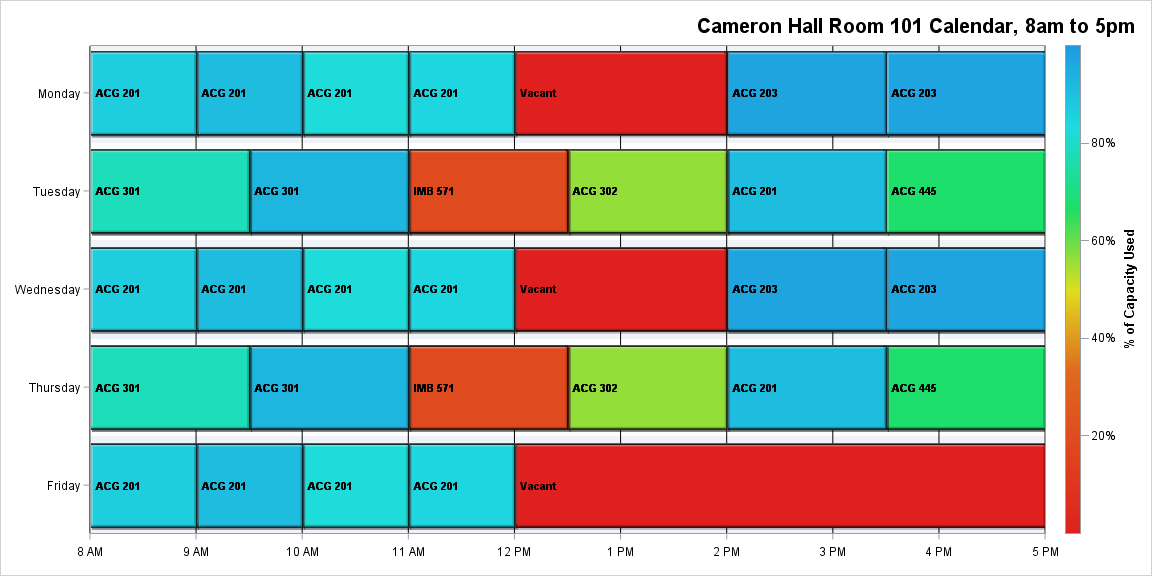 Cameron Hall Room 101 Calendar, 8am to 5pm
Monday
ACG 201 ACG 201 ACG 201 ACG 201 Vacant ACG 203 ACG 203
Tuesday
ACG 301 ACG 301 IMB 571 ACG 302 ACG 201 ACG 445
Wednesday
ACG 201 ACG 201 ACG 201 ACG 201 Vacant ACG 203 ACG 203
Thursday
ACG 301 ACG 301 IMB 571 ACG 302 ACG 201 ACG 445
Friday
ACG 201 ACG 201 ACG 201 ACG 201 Vacant
8 AM 9 AM 10 AM 11 AM 12 PM 1 PM 2 PM 3 PM 4 PM 5 PM
80%
60%
40%
20%
% of Capacity Used